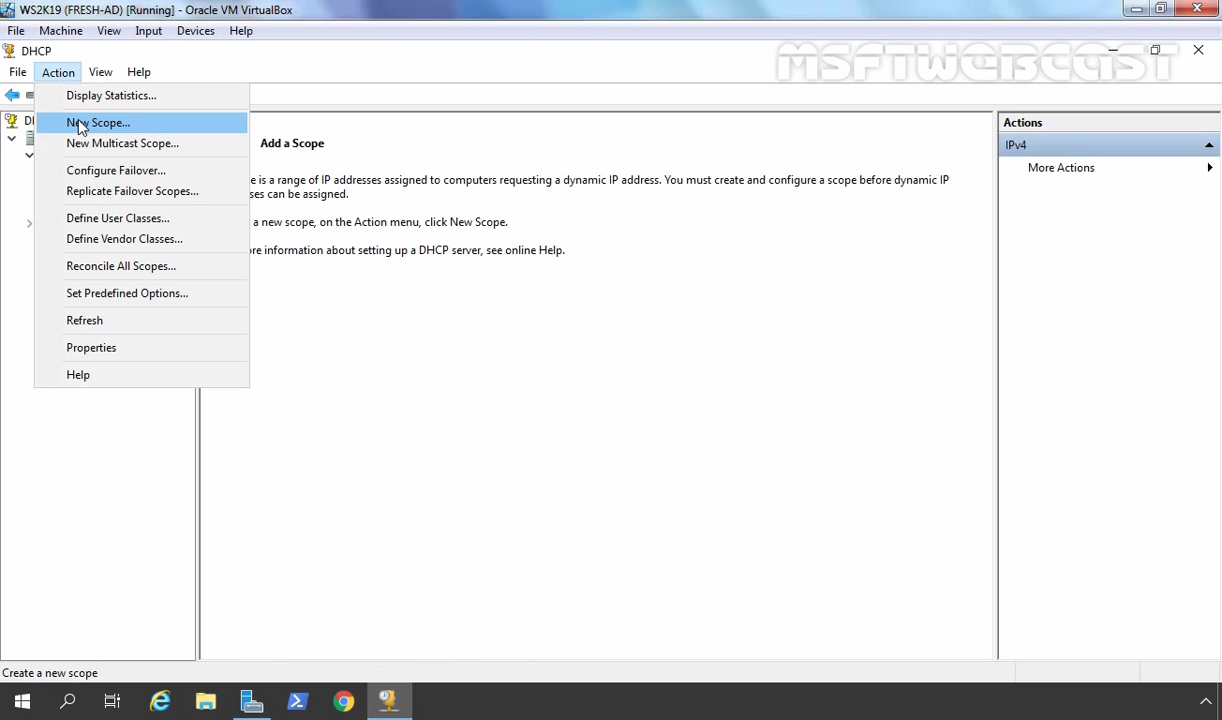 WS2K19 (FRESH-AD) [Running] - Oracle VM VirtualBox
File Machine View Input Devices Help
DHCP
MSFTWEBCAST
File Action View Help
Display Statistics...
New Scope...
New Multicast Scope...
Configure Failover...
Replicate Failover Scopes...
Define User Classes...
Define Vendor Classes...
Reconcile All Scopes...
Set Predefined Options...
Refresh
Properties
Help
Add a Scope
e is a range of IP addresses assigned to computers requesting a dynamic IP address. You must create and configure a scope before dynamic IP
ses can be assigned.
a new scope, on the Action menu, click New Scope.
ore information about setting up a DHCP server, see online Help.
Actions
IPv4
More Actions
Create a new scope